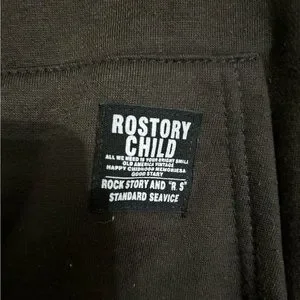 ROSTORY
CHILD
ALL WE NEED IS YOUR BRIGHT SMILE
OLD AMERICA VINTAGE
HAPPY CHILDHOOD MEMORIESA
GOOD START
ROCK STORY AND "R S"
STANDARD SEAVICE